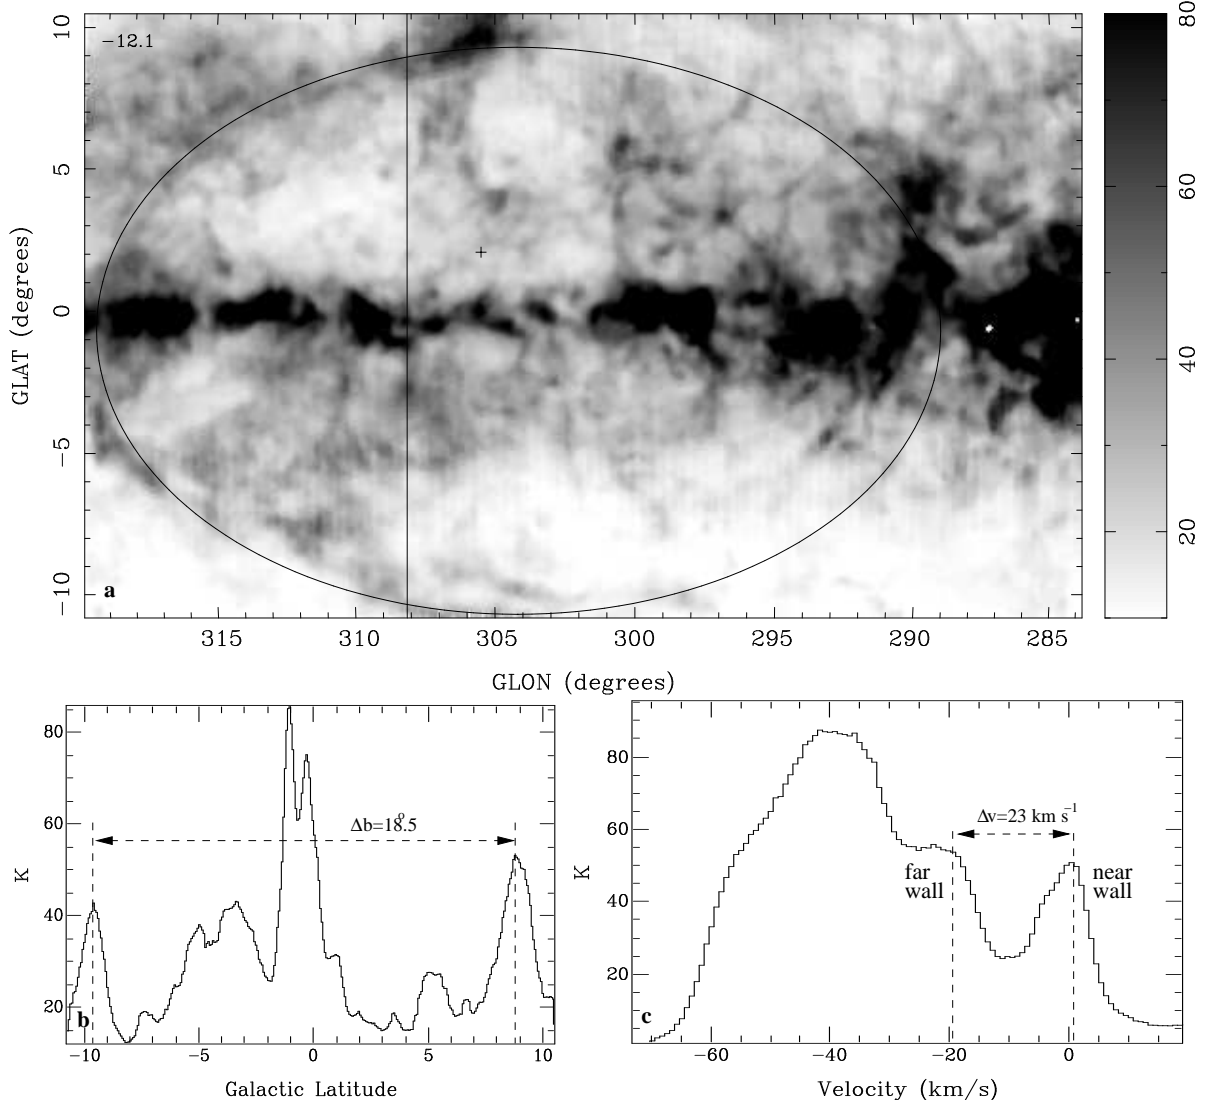 -12.1
10
5
0
-5
-10
GLAT (degrees)
a
315 310 305 300 295 290 285
GLON (degrees)
80
60
40
20
80
60
40
20
K
Δb=18.5°
b
-10 -5 0 5 10
Galactic Latitude
80
60
40
20
K
Δv=23 km s⁻¹
far
wall
near
wall
c
-60 -40 -20 0
Velocity (km/s)